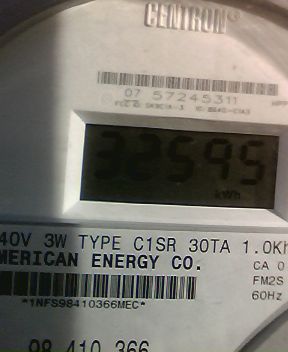 CENTRON®
07 57245311
33595
kWh
40V 3W TYPE C1SR 30TA 1.0Kh
MERICAN ENERGY CO.
CA 0
FM2S
60Hz
*1NFS98410366MEC*
98 410 366